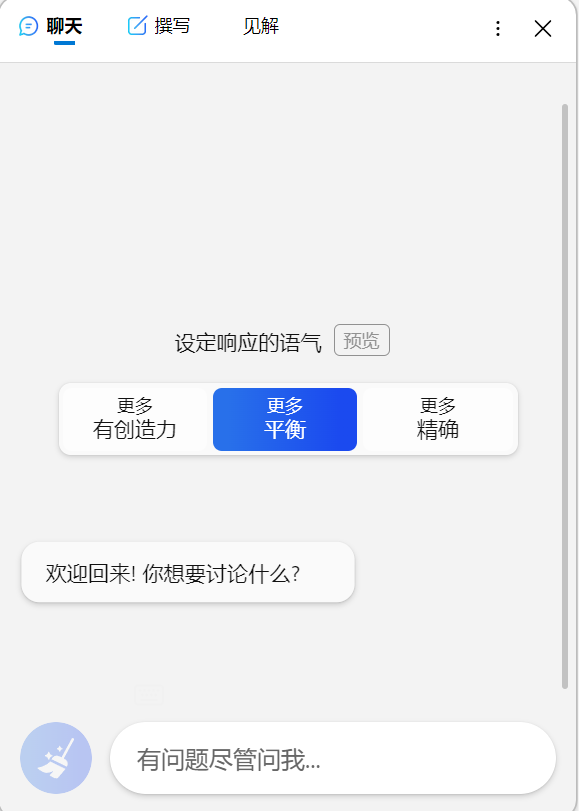 聊天 撰写 见解
设定响应的语气 预览
更多 更多 更多
有创造力 平衡 精确
欢迎回来! 你想要讨论什么?
有问题尽管问我...